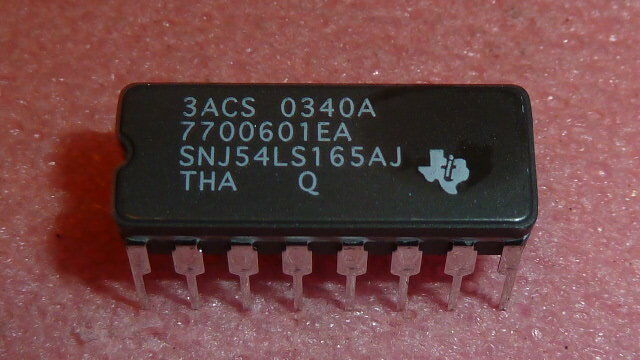 3ACS 0340A
7700601EA
SNJ54LS165AJ
THA Q